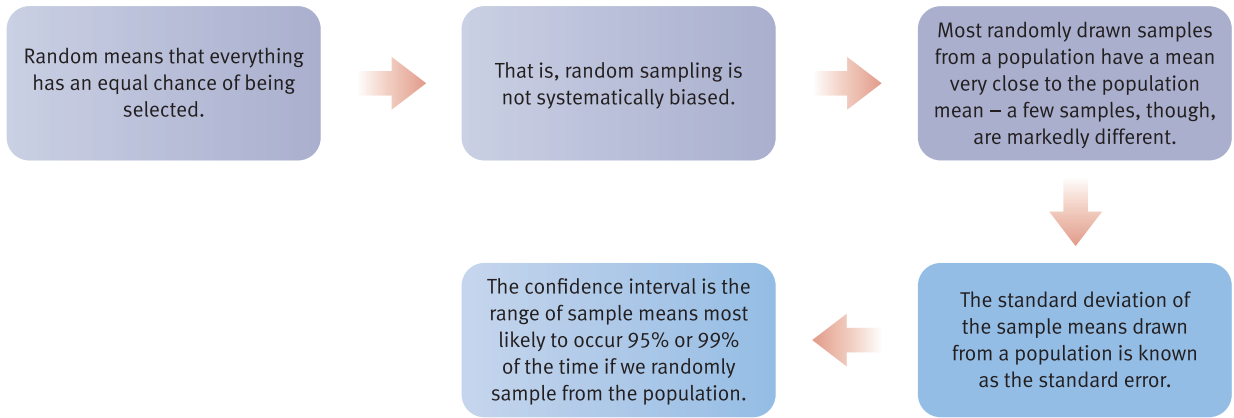 Random means that everything
has an equal chance of being
selected.
That is, random sampling is
not systematically biased.
Most randomly drawn samples
from a population have a mean
very close to the population
mean – a few samples, though,
are markedly different.
The standard deviation of
the sample means drawn
from a population is known
as the standard error.
The confidence interval is the
range of sample means most
likely to occur 95% or 99%
of the time if we randomly
sample from the population.